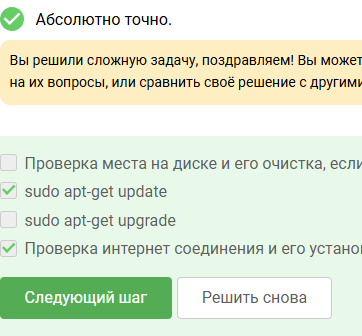 Абсолютно точно.
Вы решили сложную задачу, поздравляем! Вы может
на их вопросы, или сравнить своё решение с другими
Проверка места на диске и его очистка, если
sudo apt-get update
sudo apt-get upgrade
Проверка интернет соединения и его устано
Следующий шаг
Решить снова